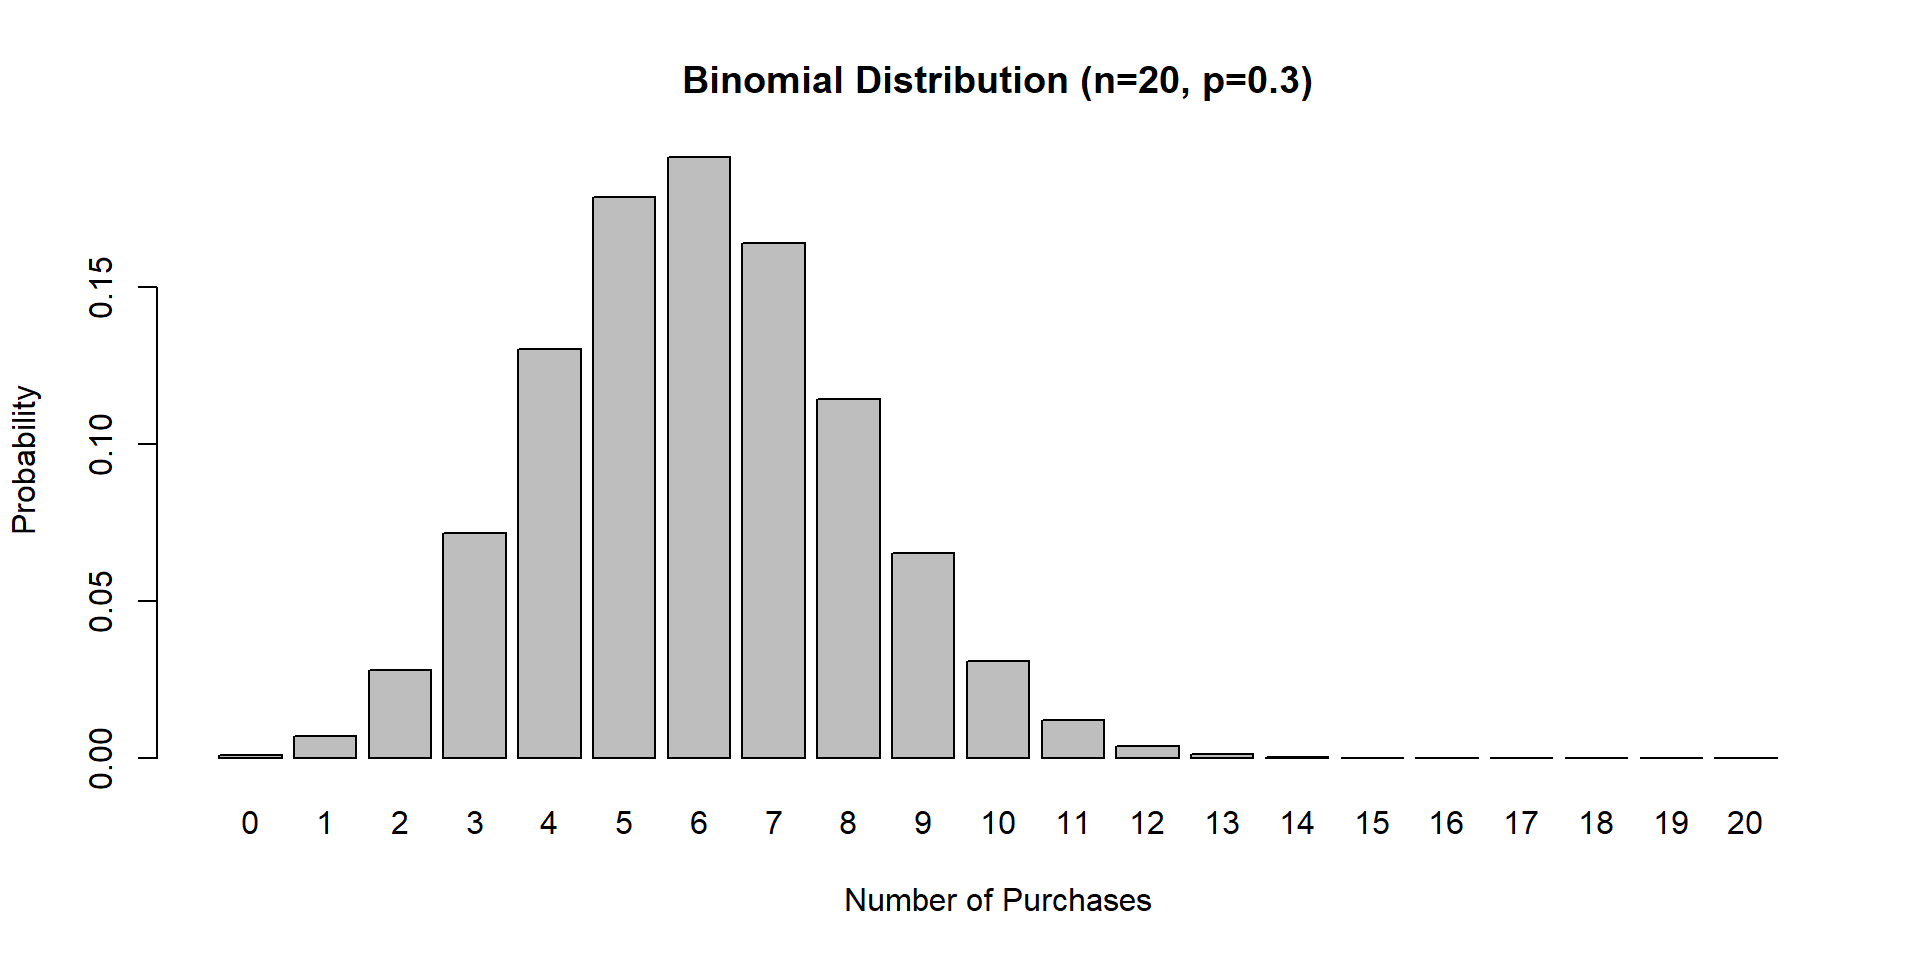 Binomial Distribution (n=20, p=0.3)
Probability
0.15
0.10
0.05
0.00
0 1 2 3 4 5 6 7 8 9 10 11 12 13 14 15 16 17 18 19 20
Number of Purchases